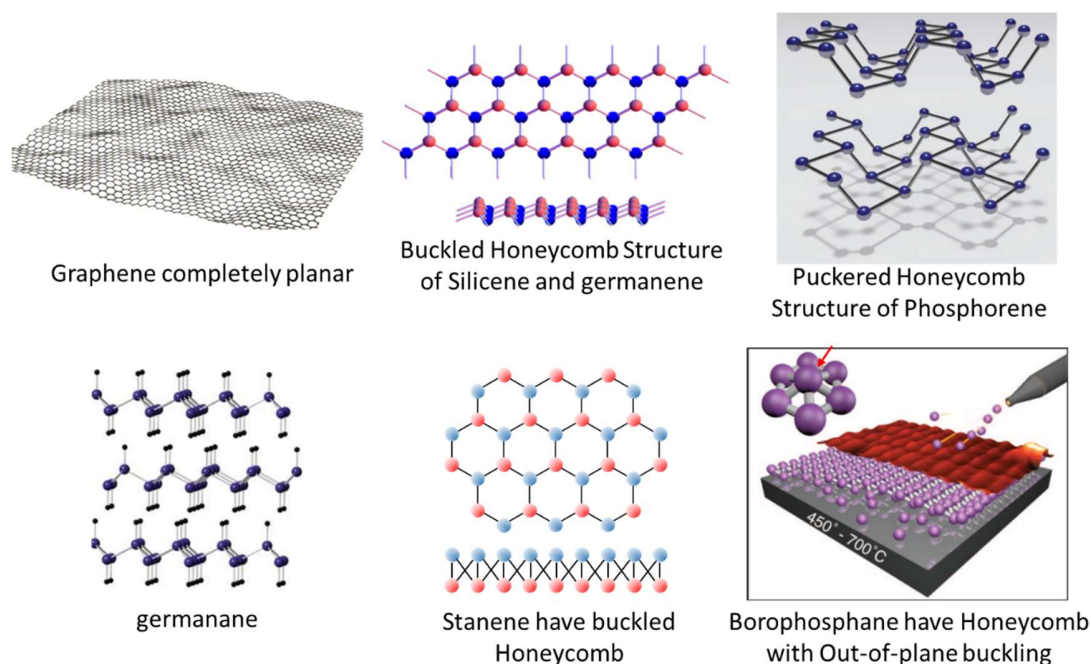 Graphene completely planar
Buckled Honeycomb Structure
of Silicene and germanene
Puckered Honeycomb
Structure of Phosphorene
450° - 700°C
germanane
Stanene have buckled
Honeycomb
Borophosphane have Honeycomb
with Out-of-plane buckling